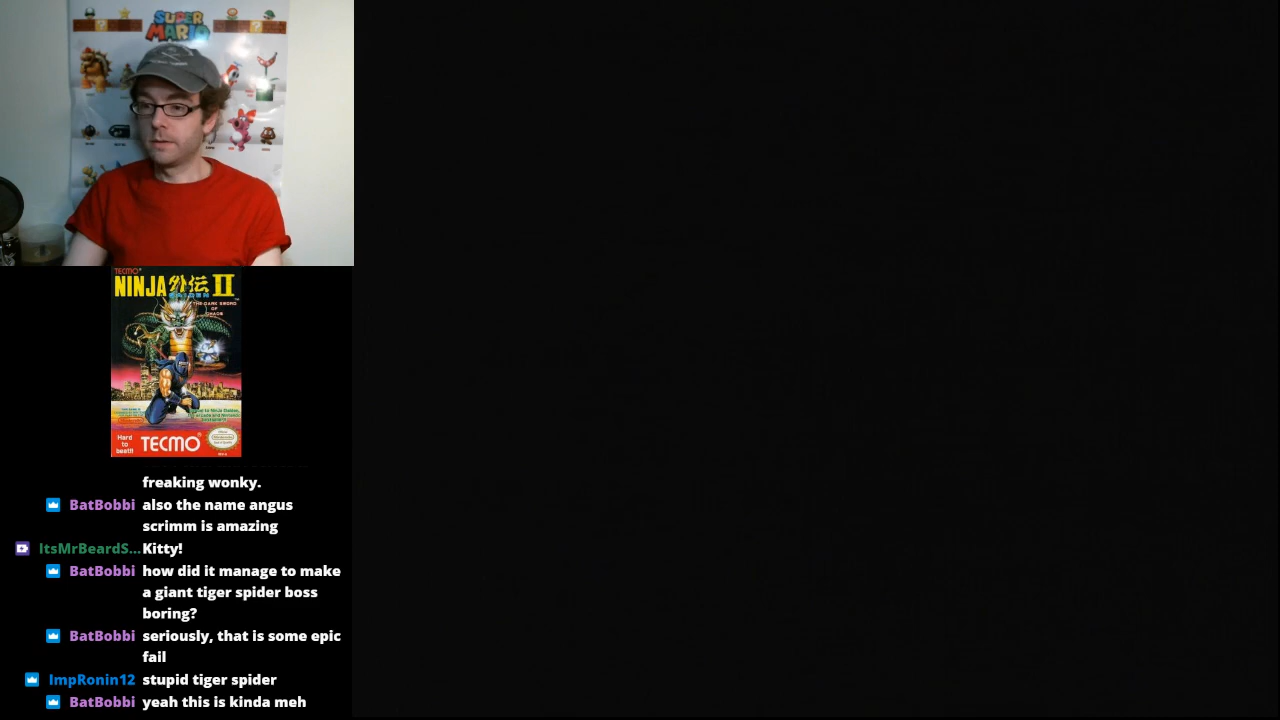 SUPER
MARIO
TECMO
NINJA 外伝 II
GAIDEN
THE DARK SWORD
OF
CHAOS
Hard
to
beat!!
TECMO
freaking wonky.
BatBobbi also the name angus
scrimm is amazing
ItsMrBeardS... Kitty!
BatBobbi how did it manage to make
a giant tiger spider boss
boring?
BatBobbi seriously, that is some epic
fail
ImpRonin12 stupid tiger spider
BatBobbi yeah this is kinda meh